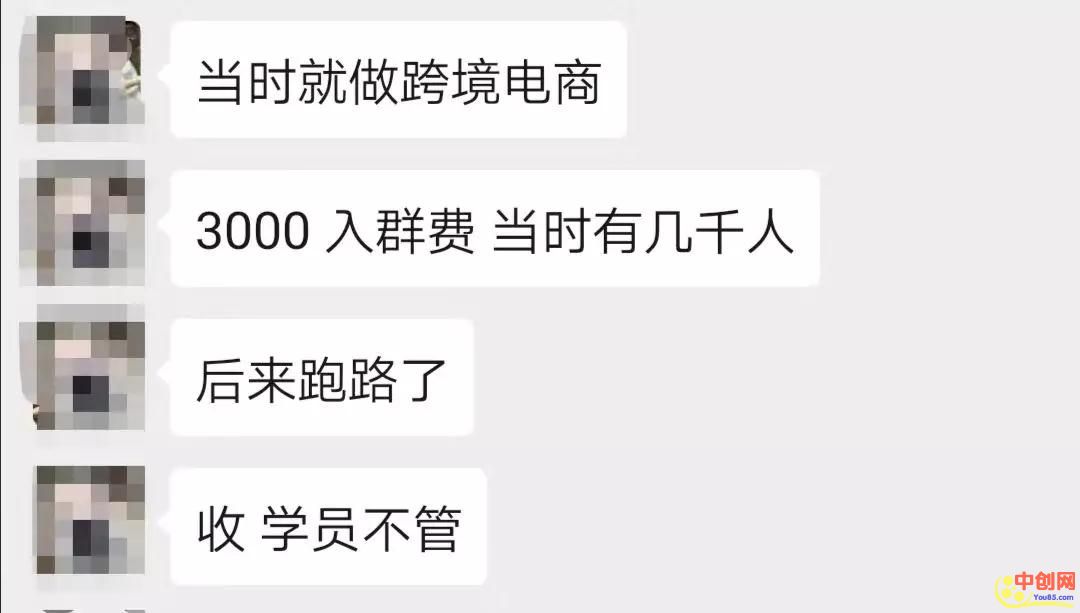 当时就做跨境电商
3000 入群费 当时有几千人
后来跑路了
收 学员不管
中创网
You85.com